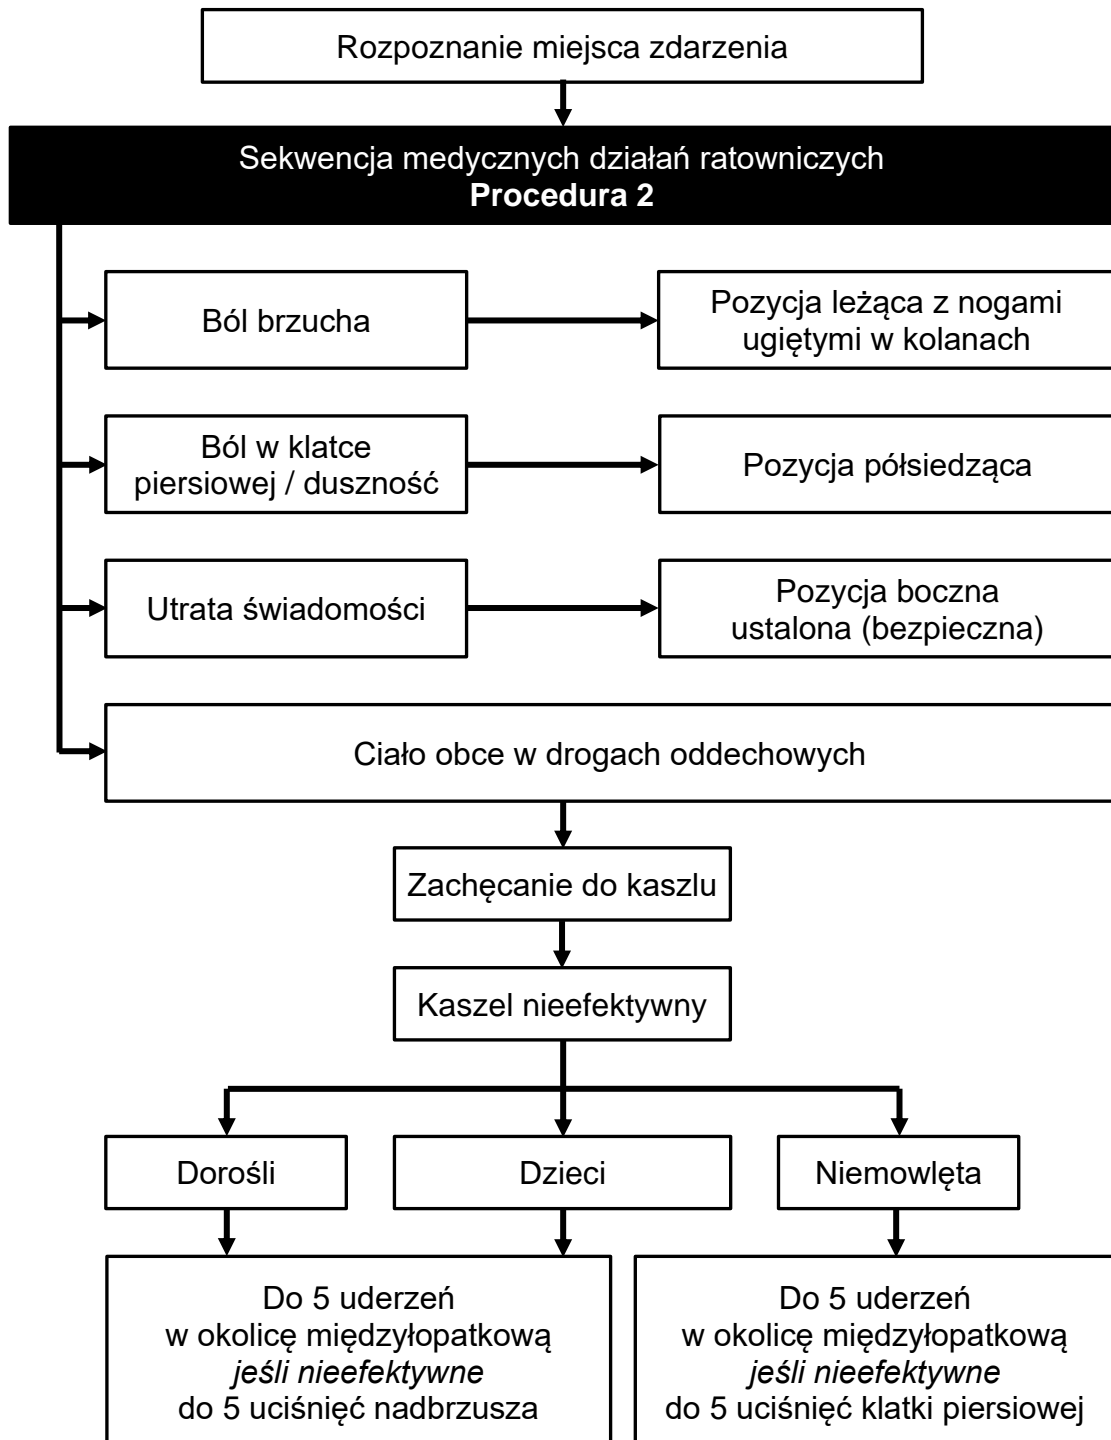 Rozpoznanie miejsca zdarzenia
Sekwencja medycznych działań ratowniczych
Procedura 2
Ból brzucha
Pozycja leżąca z nogami
ugiętymi w kolanach
Ból w klatce
piersiowej / duszność
Pozycja półsiedząca
Utrata świadomości
Pozycja boczna
ustalona (bezpieczna)
Ciało obce w drogach oddechowych
Zachęcanie do kaszlu
Kaszel nieefektywny
Dorośli
Dzieci
Niemowlęta
Do 5 uderzeń
w okolicę międzyłopatkową
jeśli nieefektywne
do 5 uciśnięć nadbrzusza
Do 5 uderzeń
w okolicę międzyłopatkową
jeśli nieefektywne
do 5 uciśnięć klatki piersiowej